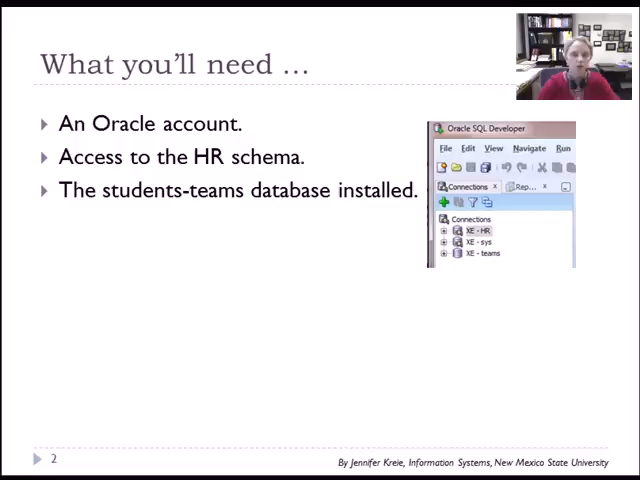 What you'll need …
An Oracle account.
Access to the HR schema.
The students-teams database installed.
Oracle SQL Developer
File Edit View Navigate Run
Connections x Rep... x
Connections
XE - HR
XE - sys
XE - teams
2
By Jennifer Kreie, Information Systems, New Mexico State University